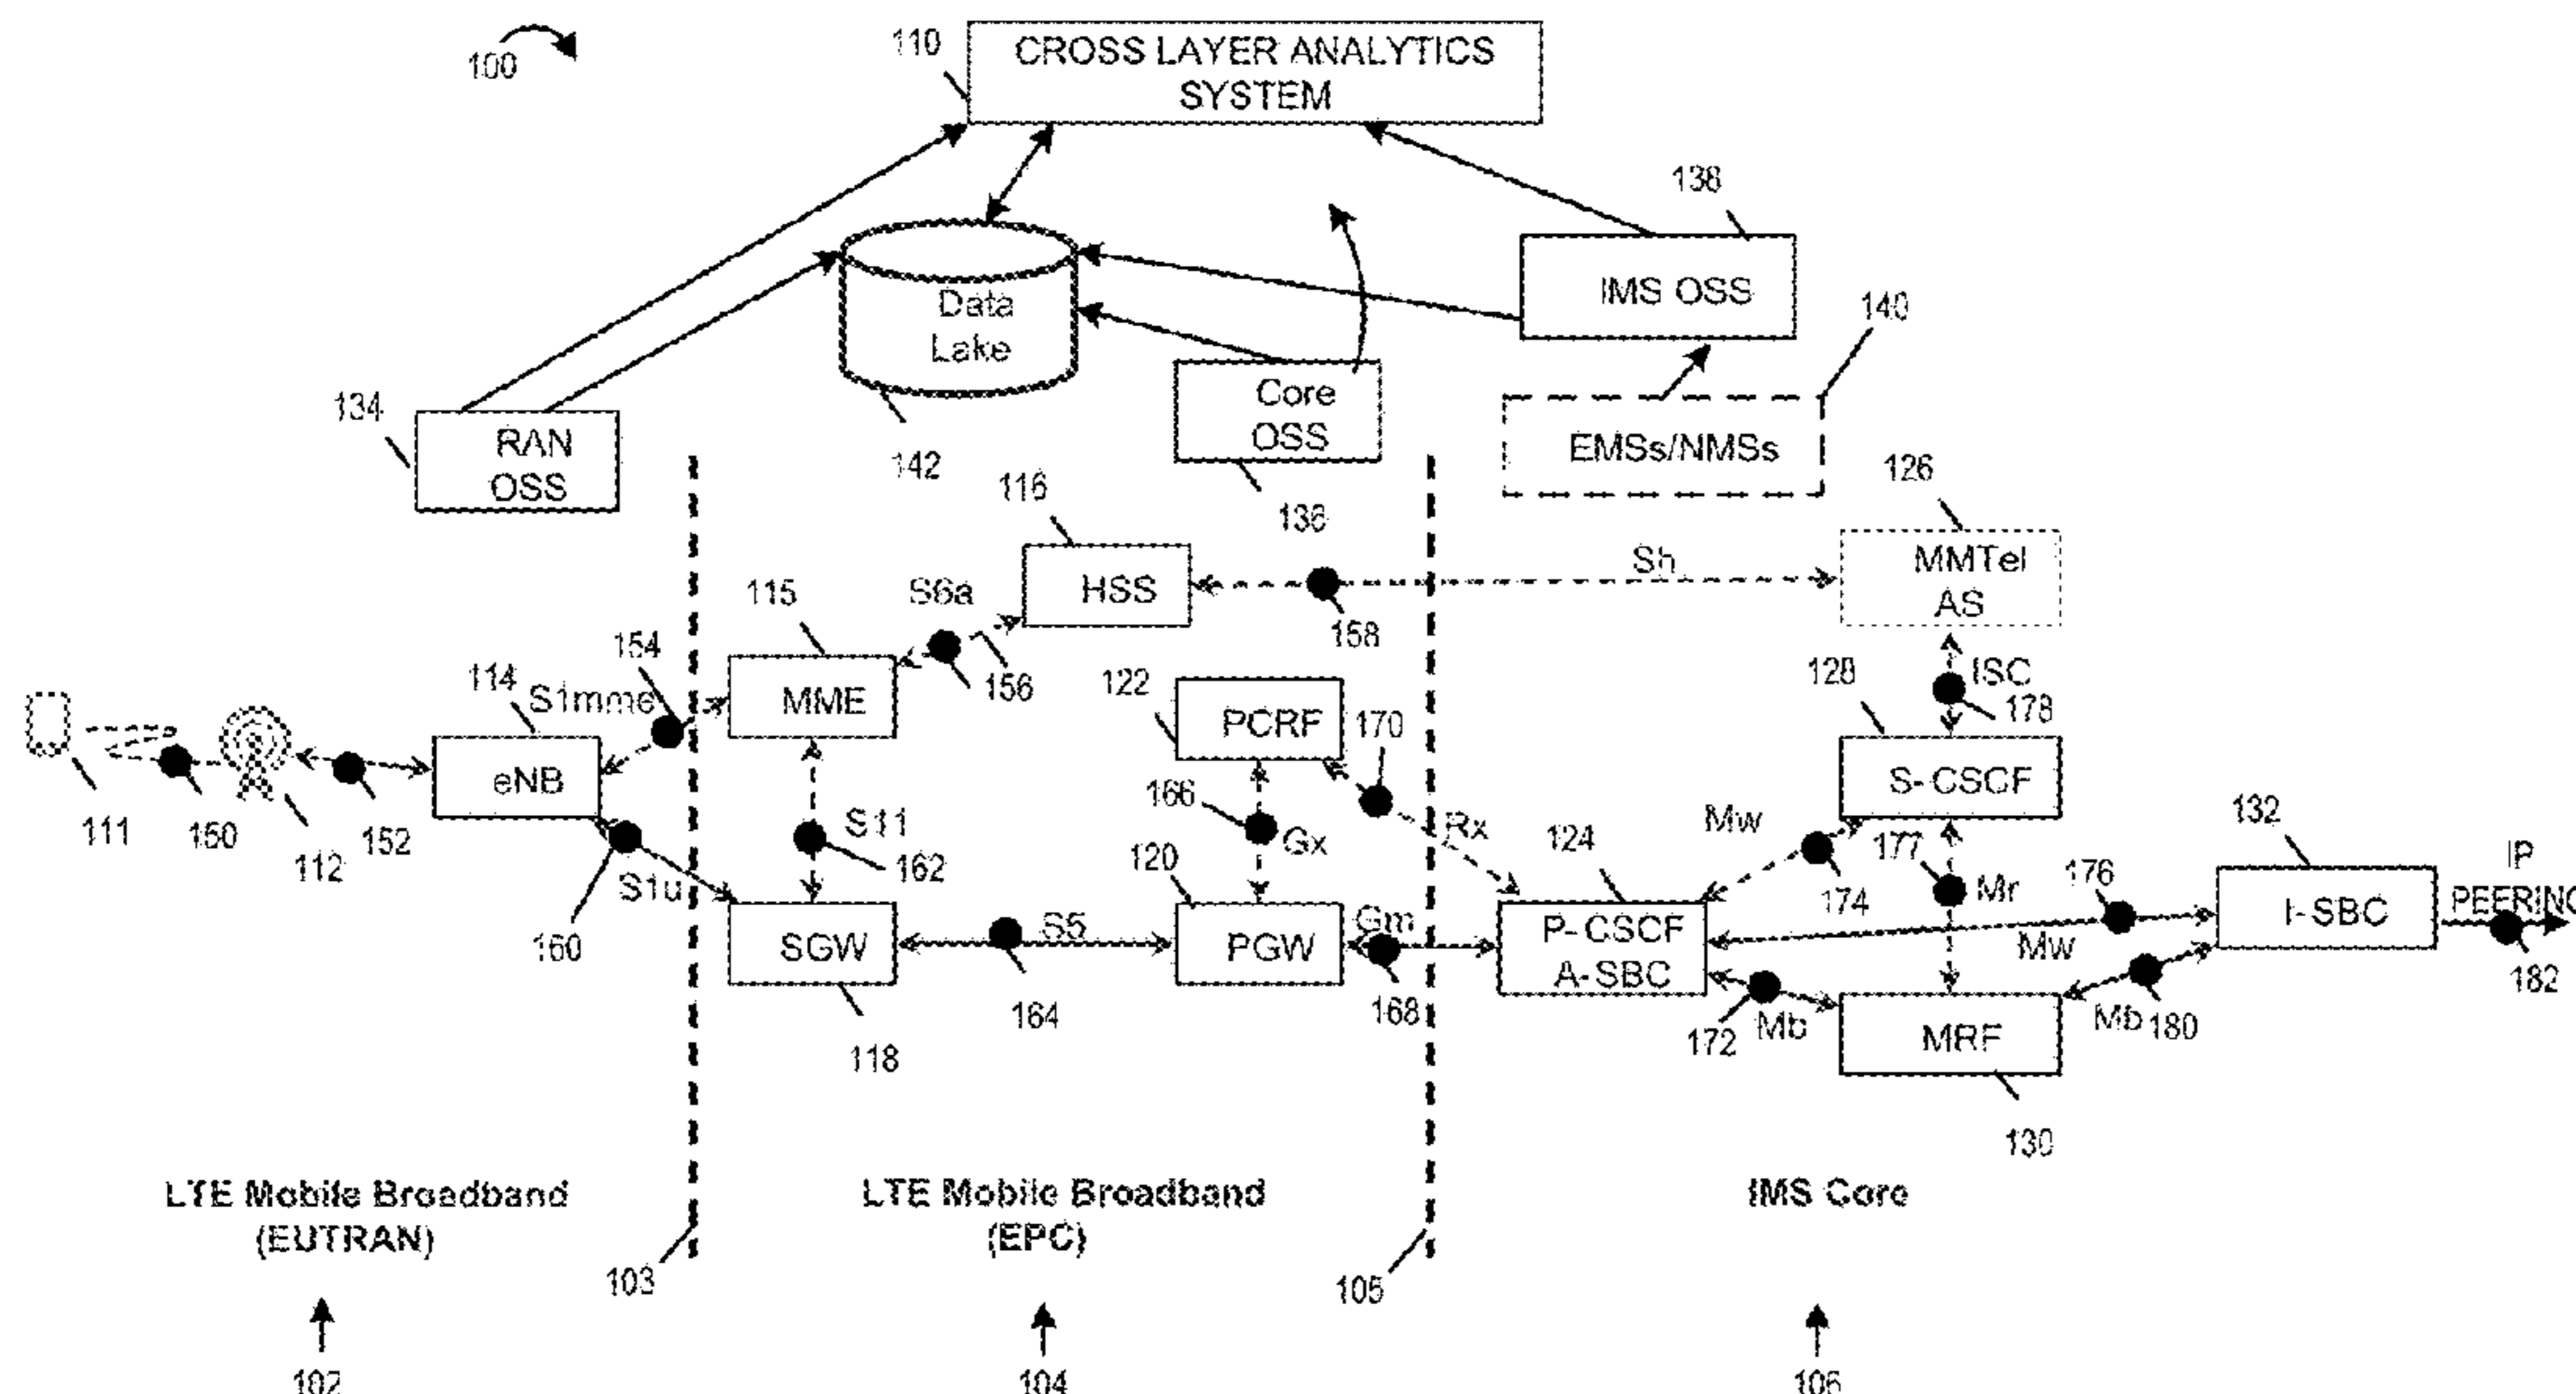 100
110
CROSS LAYER ANALYTICS
SYSTEM
138
IMS OSS
140
Data
Lake
142
134
RAN
OSS
Core
OSS
136
EMSs/NMSs
126
MMTel
AS
116
HSS
Sh
158
115
S6a
156
MME
154
114
S1mme
eNB
111
150
112
152
160
S1u
S11
162
SGW
118
S5
164
122
PCRF
170
166
Gx
120
PGW
Gm
168
Rx
124
P-CSCF
A-SBC
128
ISC
178
S-CSCF
Mw
174
177
Mr
176
Mw
132
I-SBC
IP
PEERING
182
172
Mb
MRF
Mb
180
130
LTE Mobile Broadband
(EUTRAN)
LTE Mobile Broadband
(EPC)
IMS Core
103
105
102
104
106